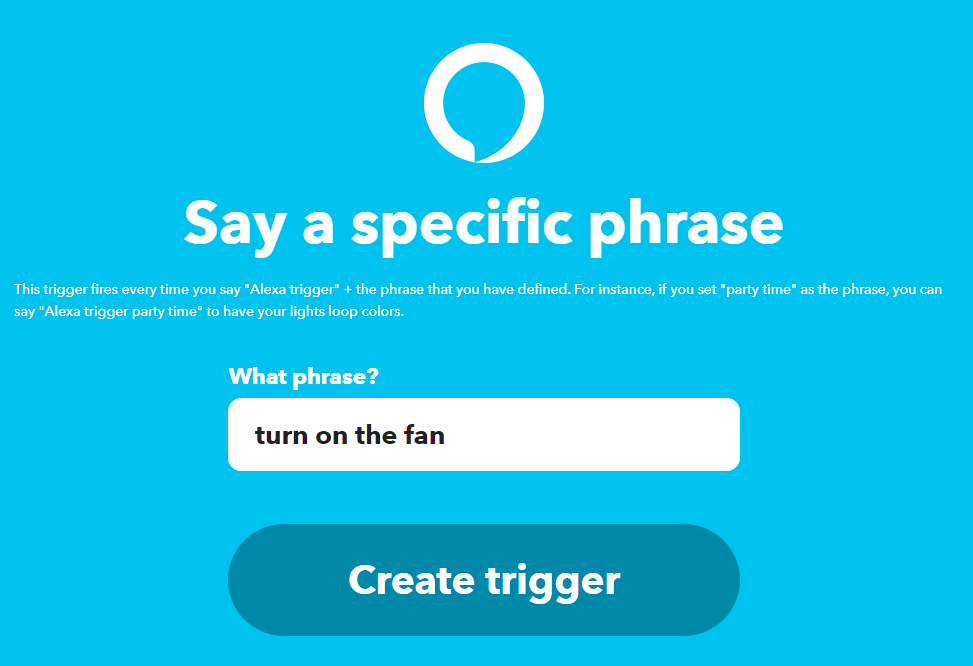 Say a specific phrase
This trigger fires every time you say "Alexa trigger" + the phrase that you have defined. For instance, if you set "party time" as the phrase, you can
say "Alexa trigger party time" to have your lights loop colors.
What phrase?
turn on the fan
Create trigger